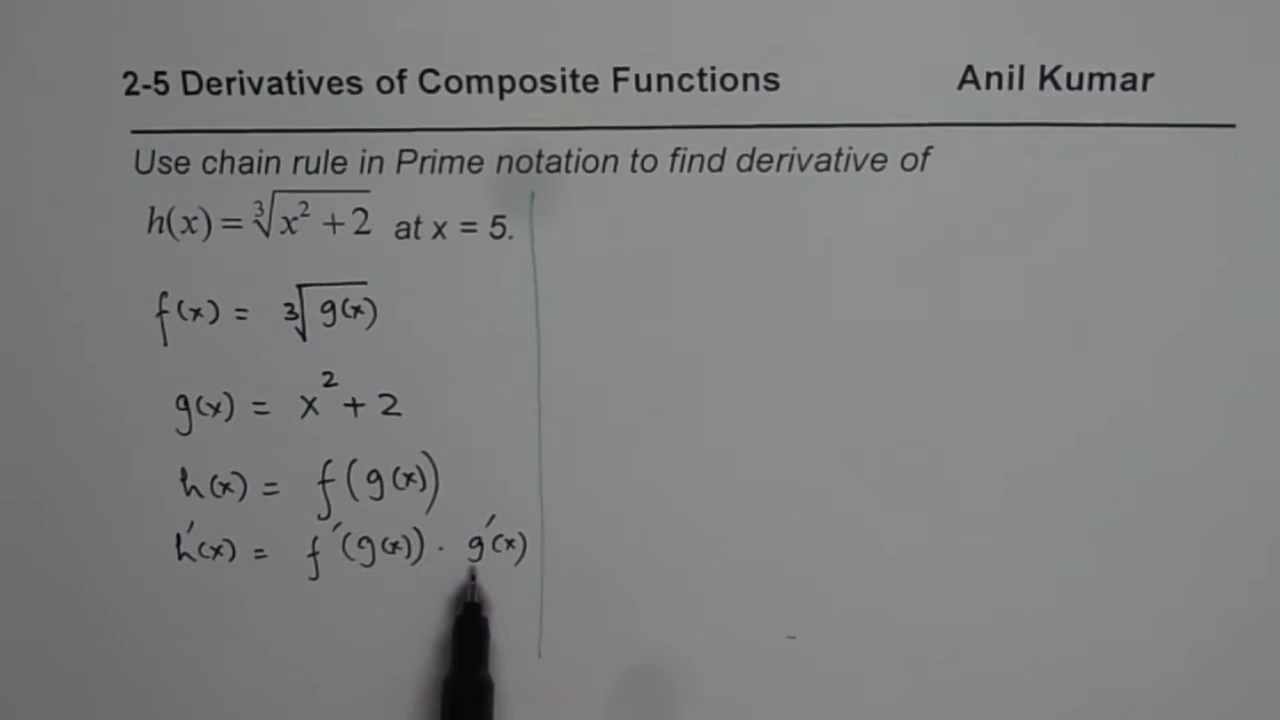 2-5 Derivatives of Composite Functions Anil Kumar
Use chain rule in Prime notation to find derivative of
h(x) = ∛(x² + 2) at x = 5.
f(x) = ∛(g(x))
g(x) = x² + 2
h(x) = f(g(x))
h'(x) = f'(g(x)) · g'(x)